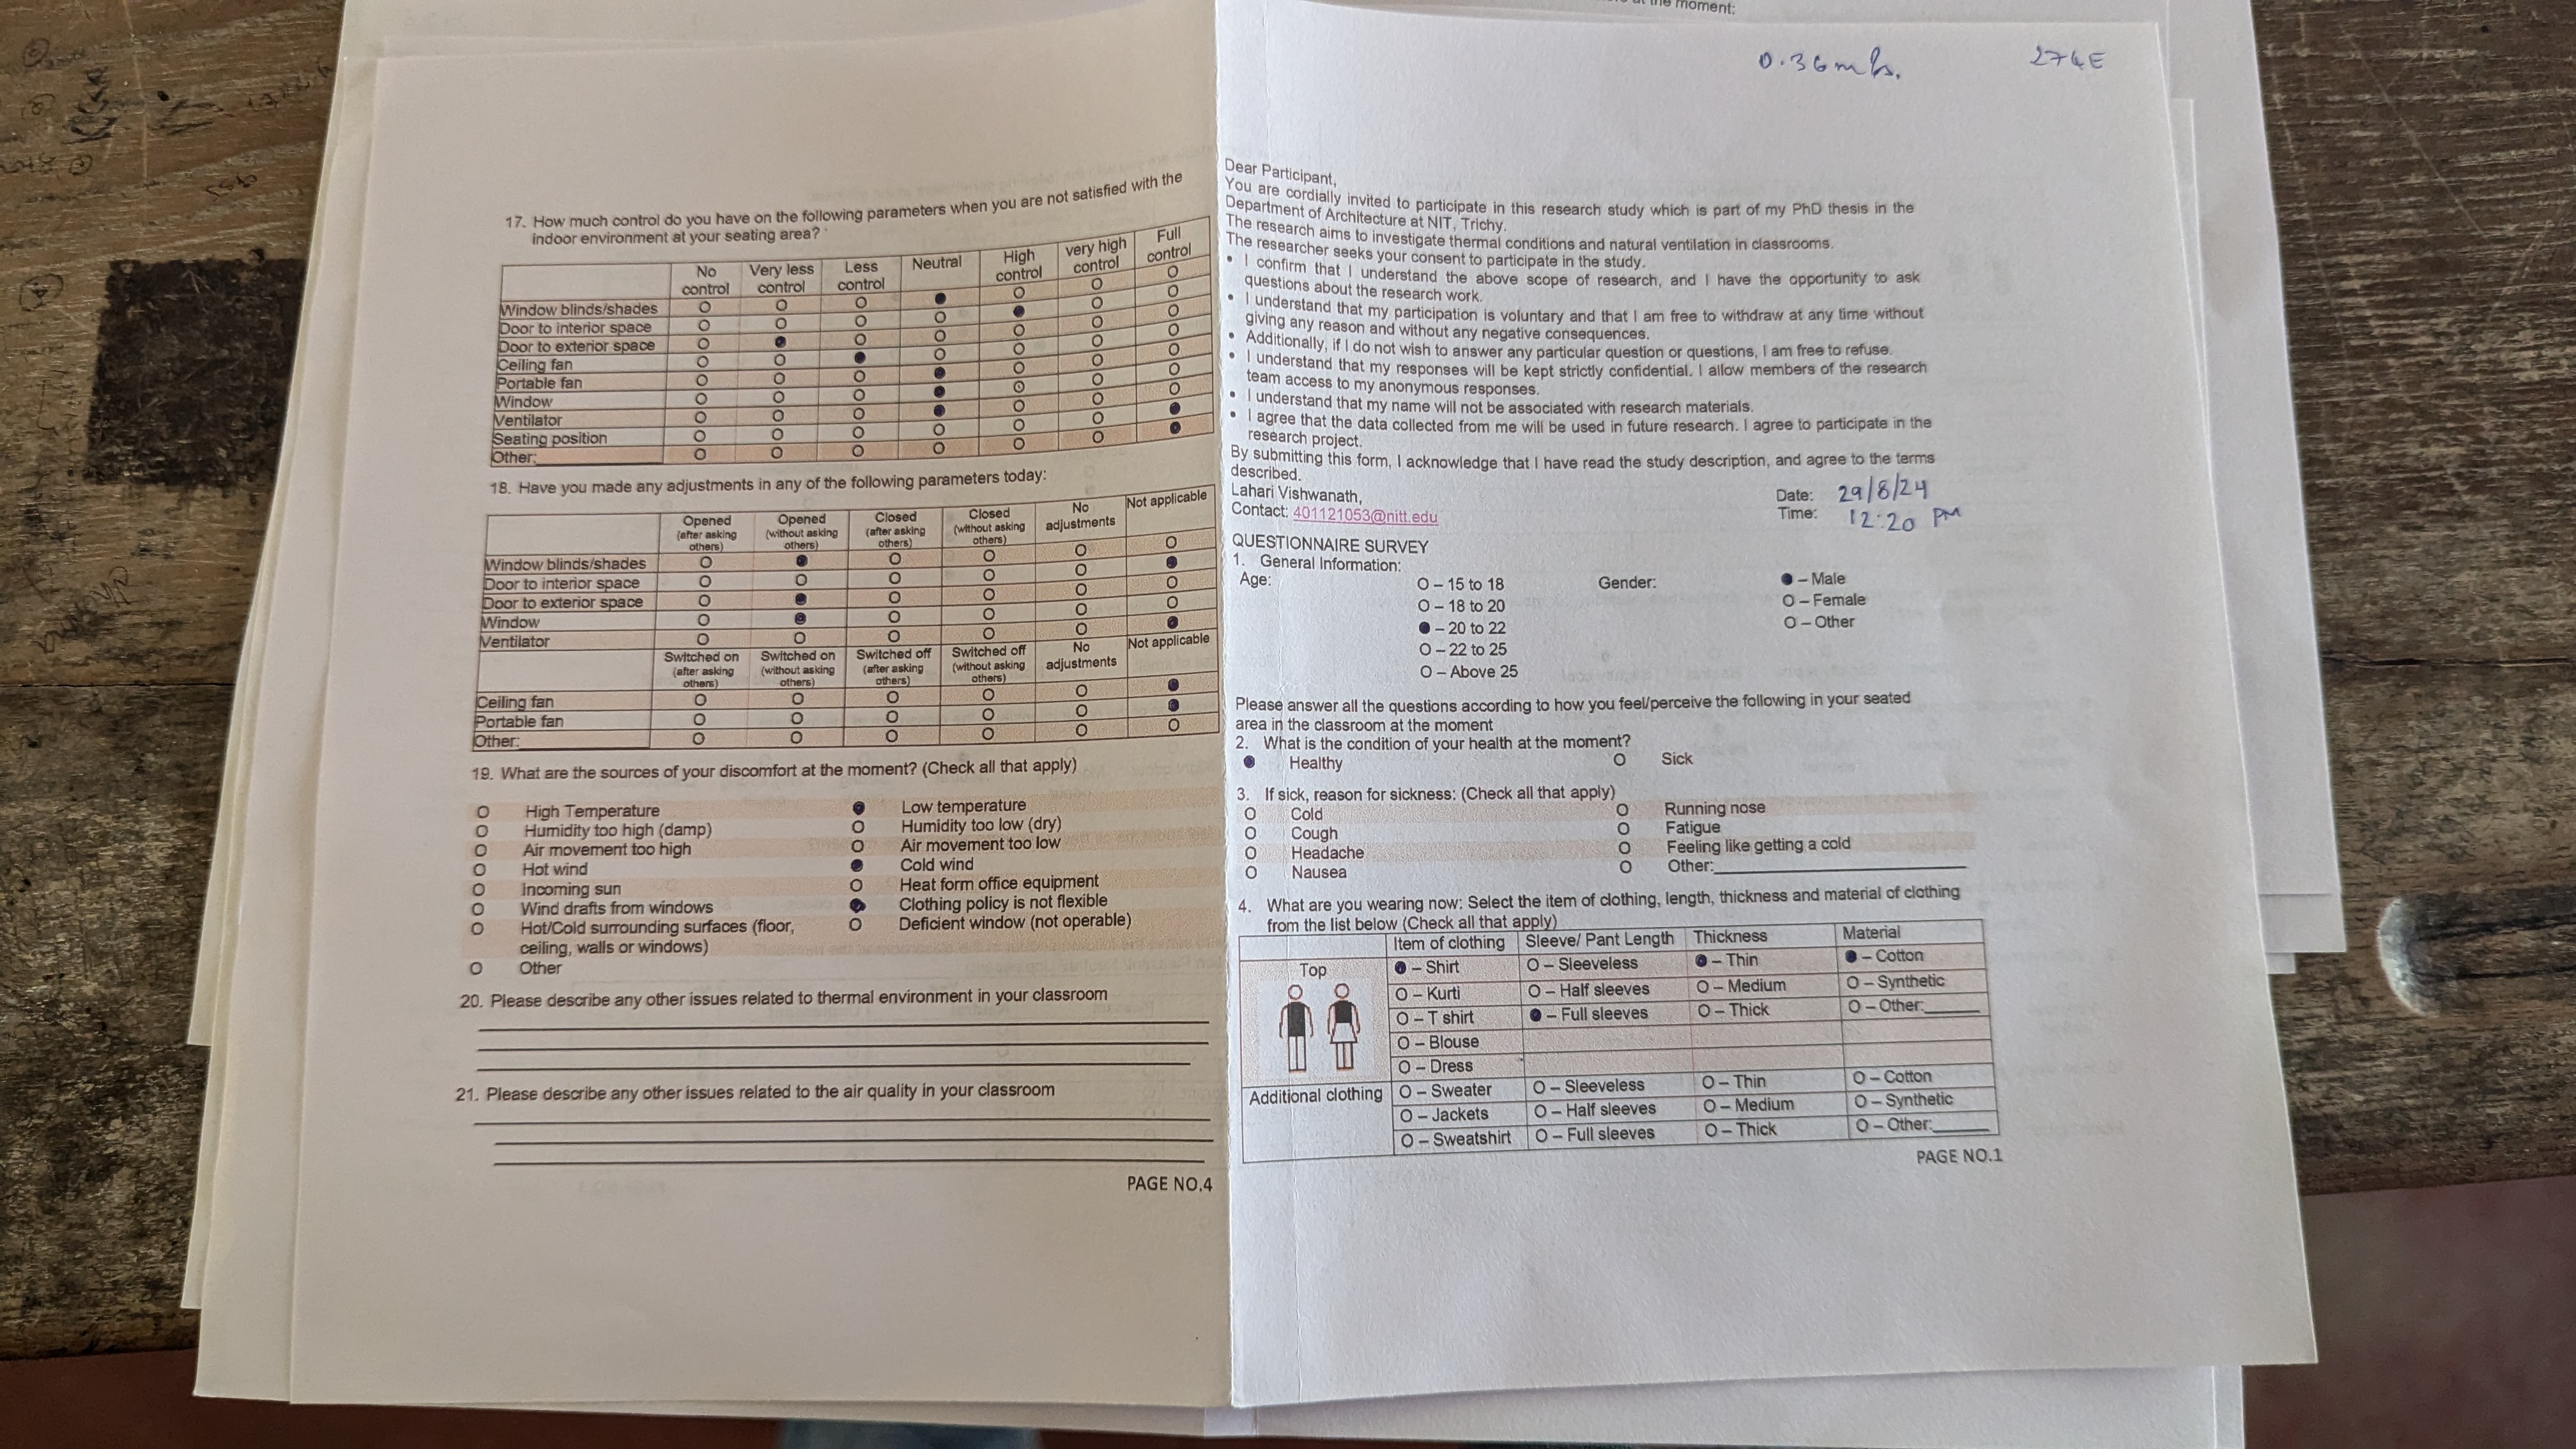 at the moment:
0.36m/s. 274E
17. How much control do you have on the following parameters when you are not satisfied with the
indoor environment at your seating area?
No control Very less control Less control Neutral High control very high control Full control
Window blinds/shades O O O ● O O O
Door to interior space O O O O ● O O
Door to exterior space O ● O O O O O
Ceiling fan O O ● O O O O
Portable fan O O O ● O O O
Window O O O ● O O O
Ventilator O O O ● O O O
Seating position O O O O O O ●
Other: O O O O O O ●
18. Have you made any adjustments in any of the following parameters today:
Opened (after asking others) Opened (without asking others) Closed (after asking others) Closed (without asking others) No adjustments Not applicable
Window blinds/shades O ● O O O O
Door to interior space O O O O O ●
Door to exterior space O ● O O O O
Window O ● O O O O
Ventilator O O O O O ●
Switched on (after asking others) Switched on (without asking others) Switched off (after asking others) Switched off (without asking others) No adjustments Not applicable
Ceiling fan O O O O O ●
Portable fan O O O O O ●
Other: O O O O O O
19. What are the sources of your discomfort at the moment? (Check all that apply)
O High Temperature ● Low temperature
O Humidity too high (damp) O Humidity too low (dry)
O Air movement too high O Air movement too low
O Hot wind ● Cold wind
O Incoming sun O Heat form office equipment
O Wind drafts from windows ● Clothing policy is not flexible
O Hot/Cold surrounding surfaces (floor, O Deficient window (not operable)
ceiling, walls or windows)
O Other
20. Please describe any other issues related to thermal environment in your classroom
21. Please describe any other issues related to the air quality in your classroom
PAGE NO.4
Dear Participant,
You are cordially invited to participate in this research study which is part of my PhD thesis in the
Department of Architecture at NIT, Trichy.
The research aims to investigate thermal conditions and natural ventilation in classrooms.
The researcher seeks your consent to participate in the study.
• I confirm that I understand the above scope of research, and I have the opportunity to ask
questions about the research work.
• I understand that my participation is voluntary and that I am free to withdraw at any time without
giving any reason and without any negative consequences.
• Additionally, if I do not wish to answer any particular question or questions, I am free to refuse.
• I understand that my responses will be kept strictly confidential. I allow members of the research
team access to my anonymous responses.
• I understand that my name will not be associated with research materials.
• I agree that the data collected from me will be used in future research. I agree to participate in the
research project.
By submitting this form, I acknowledge that I have read the study description, and agree to the terms
described.
Lahari Vishwanath, Date: 29/8/24
Contact: 401121053@nitt.edu Time: 12:20 PM
QUESTIONNAIRE SURVEY
1. General Information:
Age: O – 15 to 18 Gender: ● – Male
O – 18 to 20 O – Female
● – 20 to 22 O – Other
O – 22 to 25
O – Above 25
Please answer all the questions according to how you feel/perceive the following in your seated
area in the classroom at the moment
2. What is the condition of your health at the moment?
● Healthy O Sick
3. If sick, reason for sickness: (Check all that apply)
O Cold O Running nose
O Cough O Fatigue
O Headache O Feeling like getting a cold
O Nausea O Other:
4. What are you wearing now: Select the item of clothing, length, thickness and material of clothing
from the list below (Check all that apply)
Item of clothing Sleeve/ Pant Length Thickness Material
Top ● – Shirt O – Sleeveless ● – Thin ● – Cotton
O – Kurti O – Half sleeves O – Medium O – Synthetic
O – T shirt ● – Full sleeves O – Thick O – Other:
O – Blouse
O – Dress
Additional clothing O – Sweater O – Sleeveless O – Thin O – Cotton
O – Jackets O – Half sleeves O – Medium O – Synthetic
O – Sweatshirt O – Full sleeves O – Thick O – Other:
PAGE NO.1